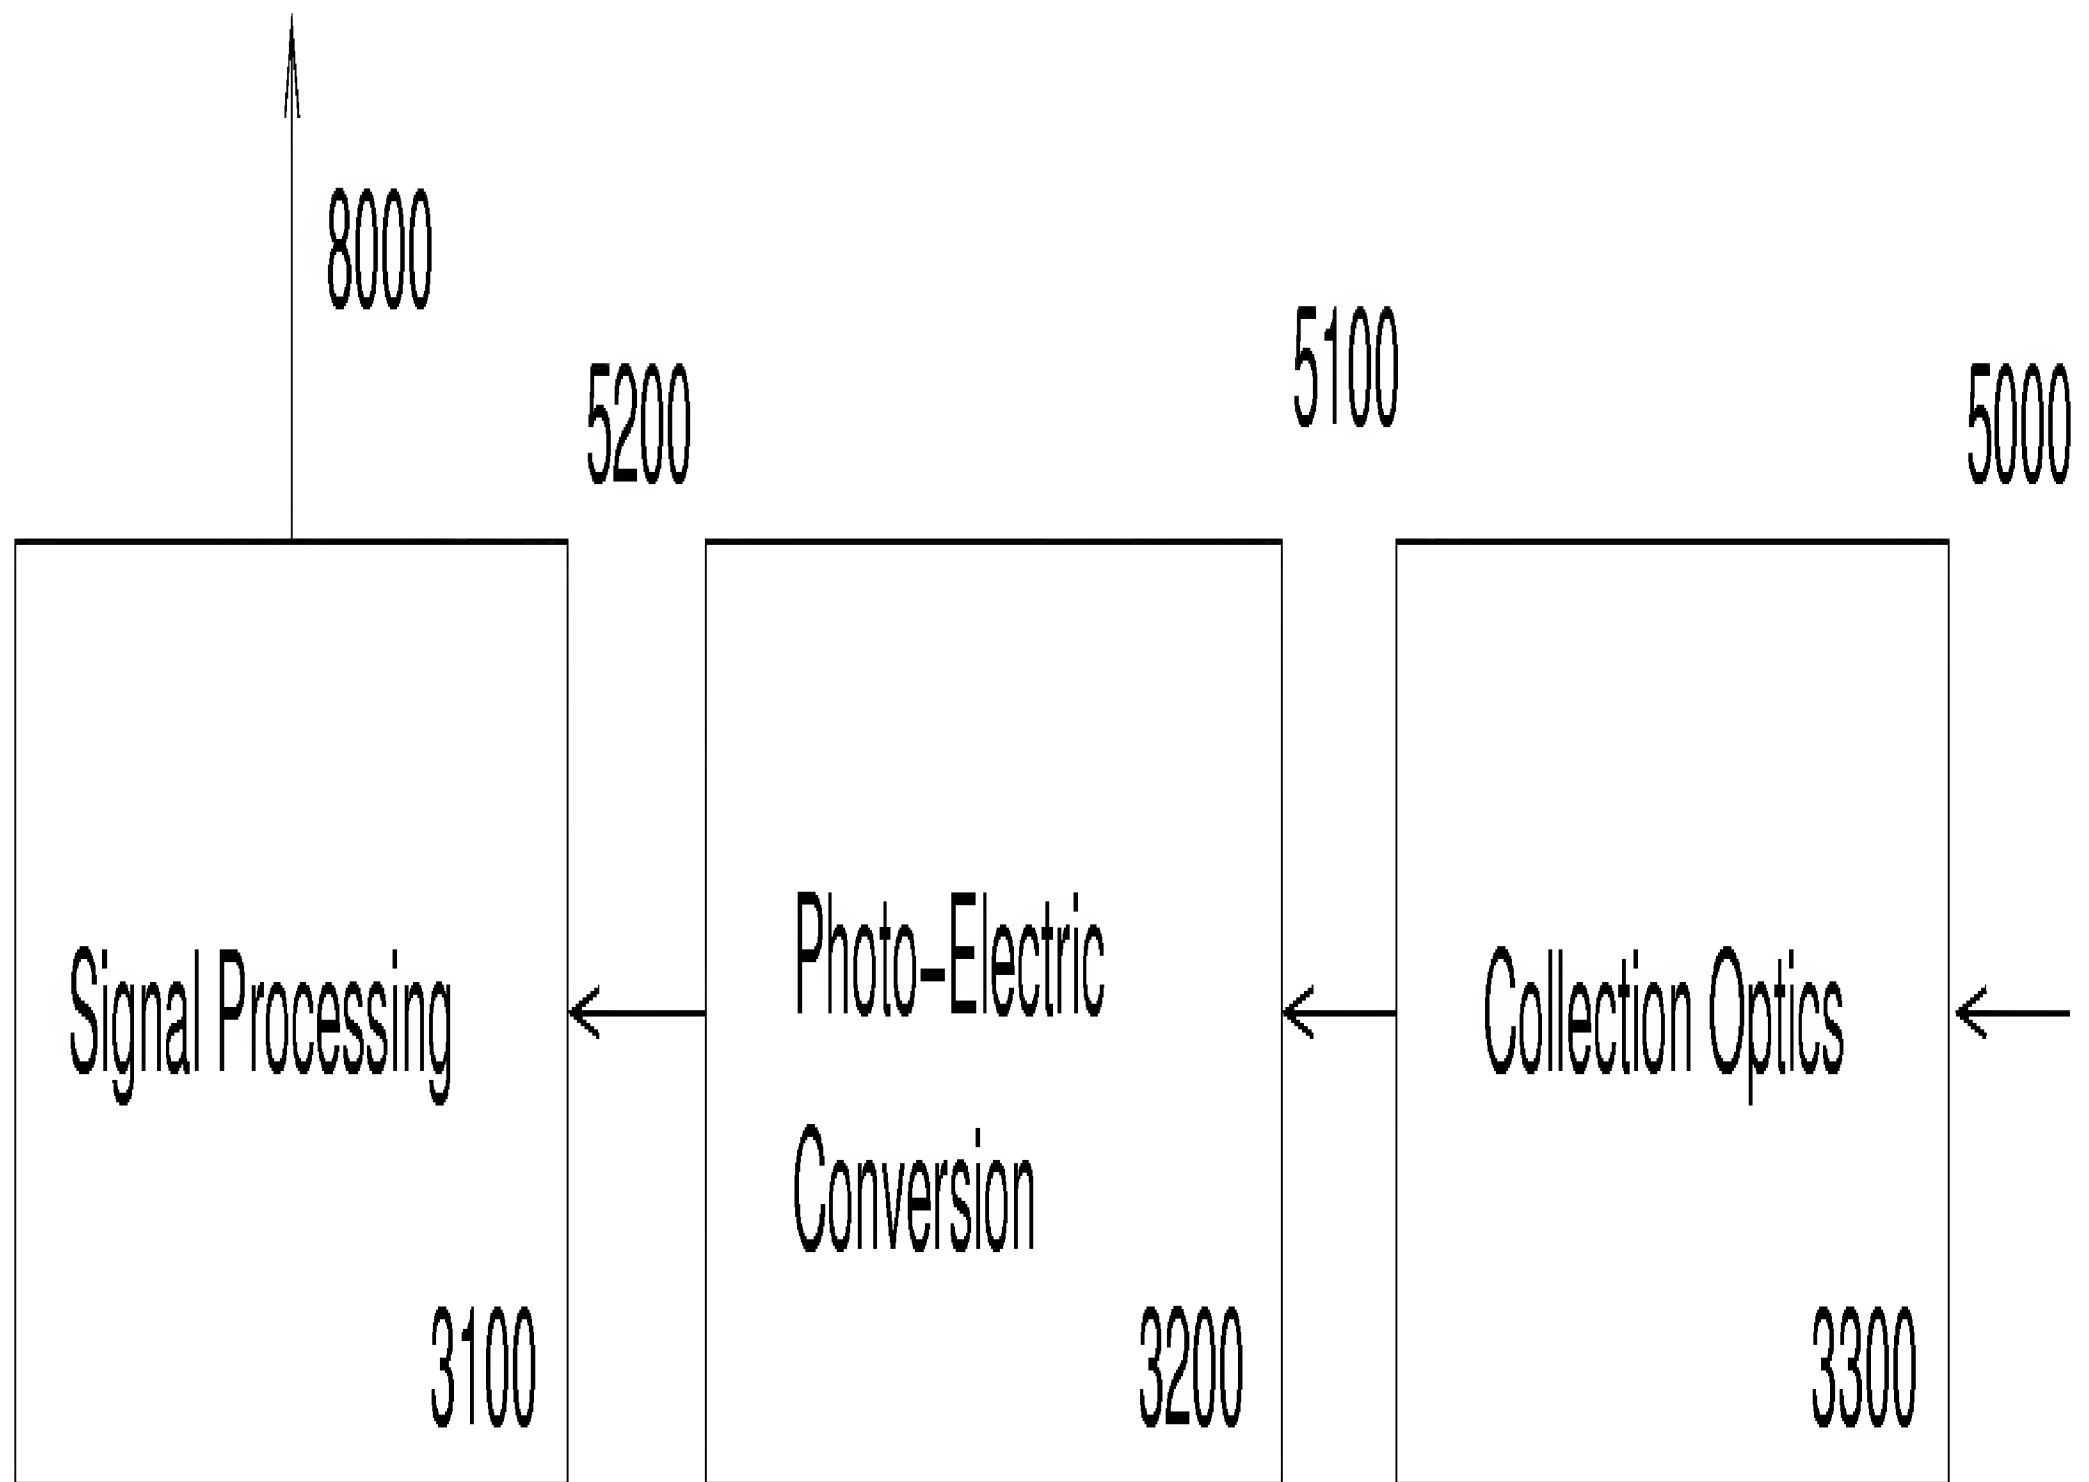 8000
5200
5100
5000
Signal Processing
3100
Photo-Electric
Conversion
3200
Collection Optics
3300